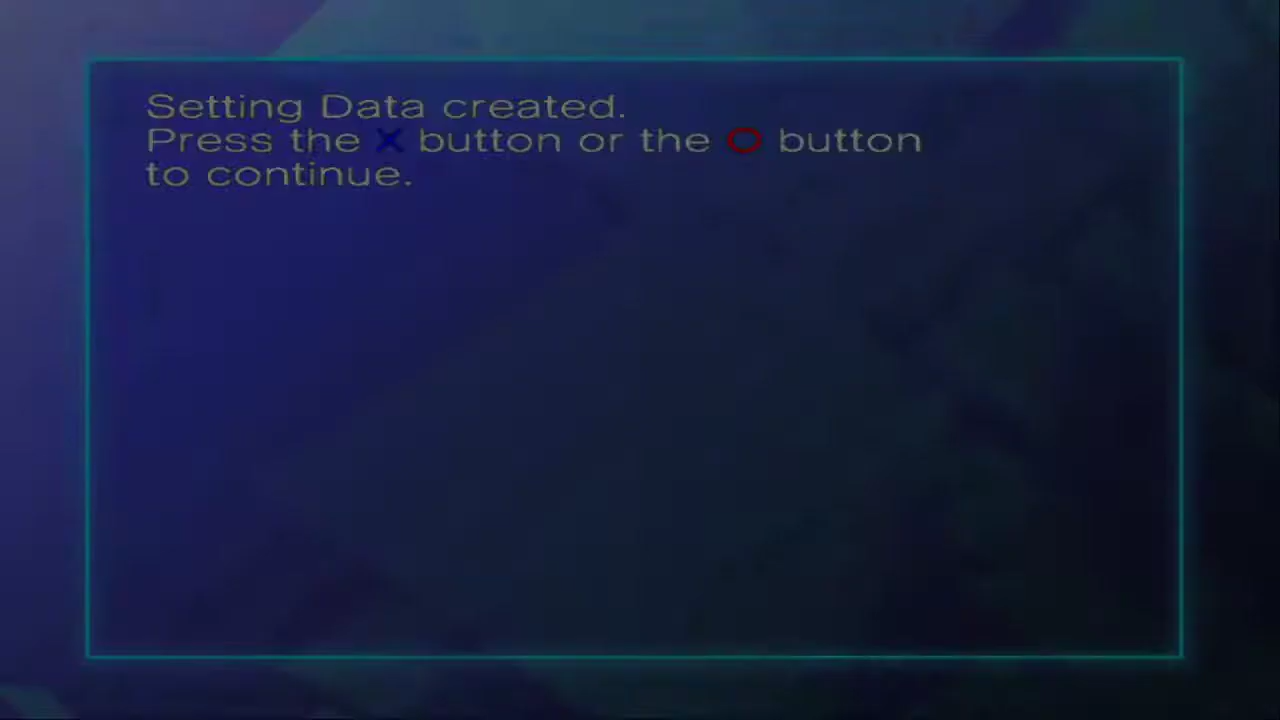 Setting Data created.
Press the X button or the O button
to continue.